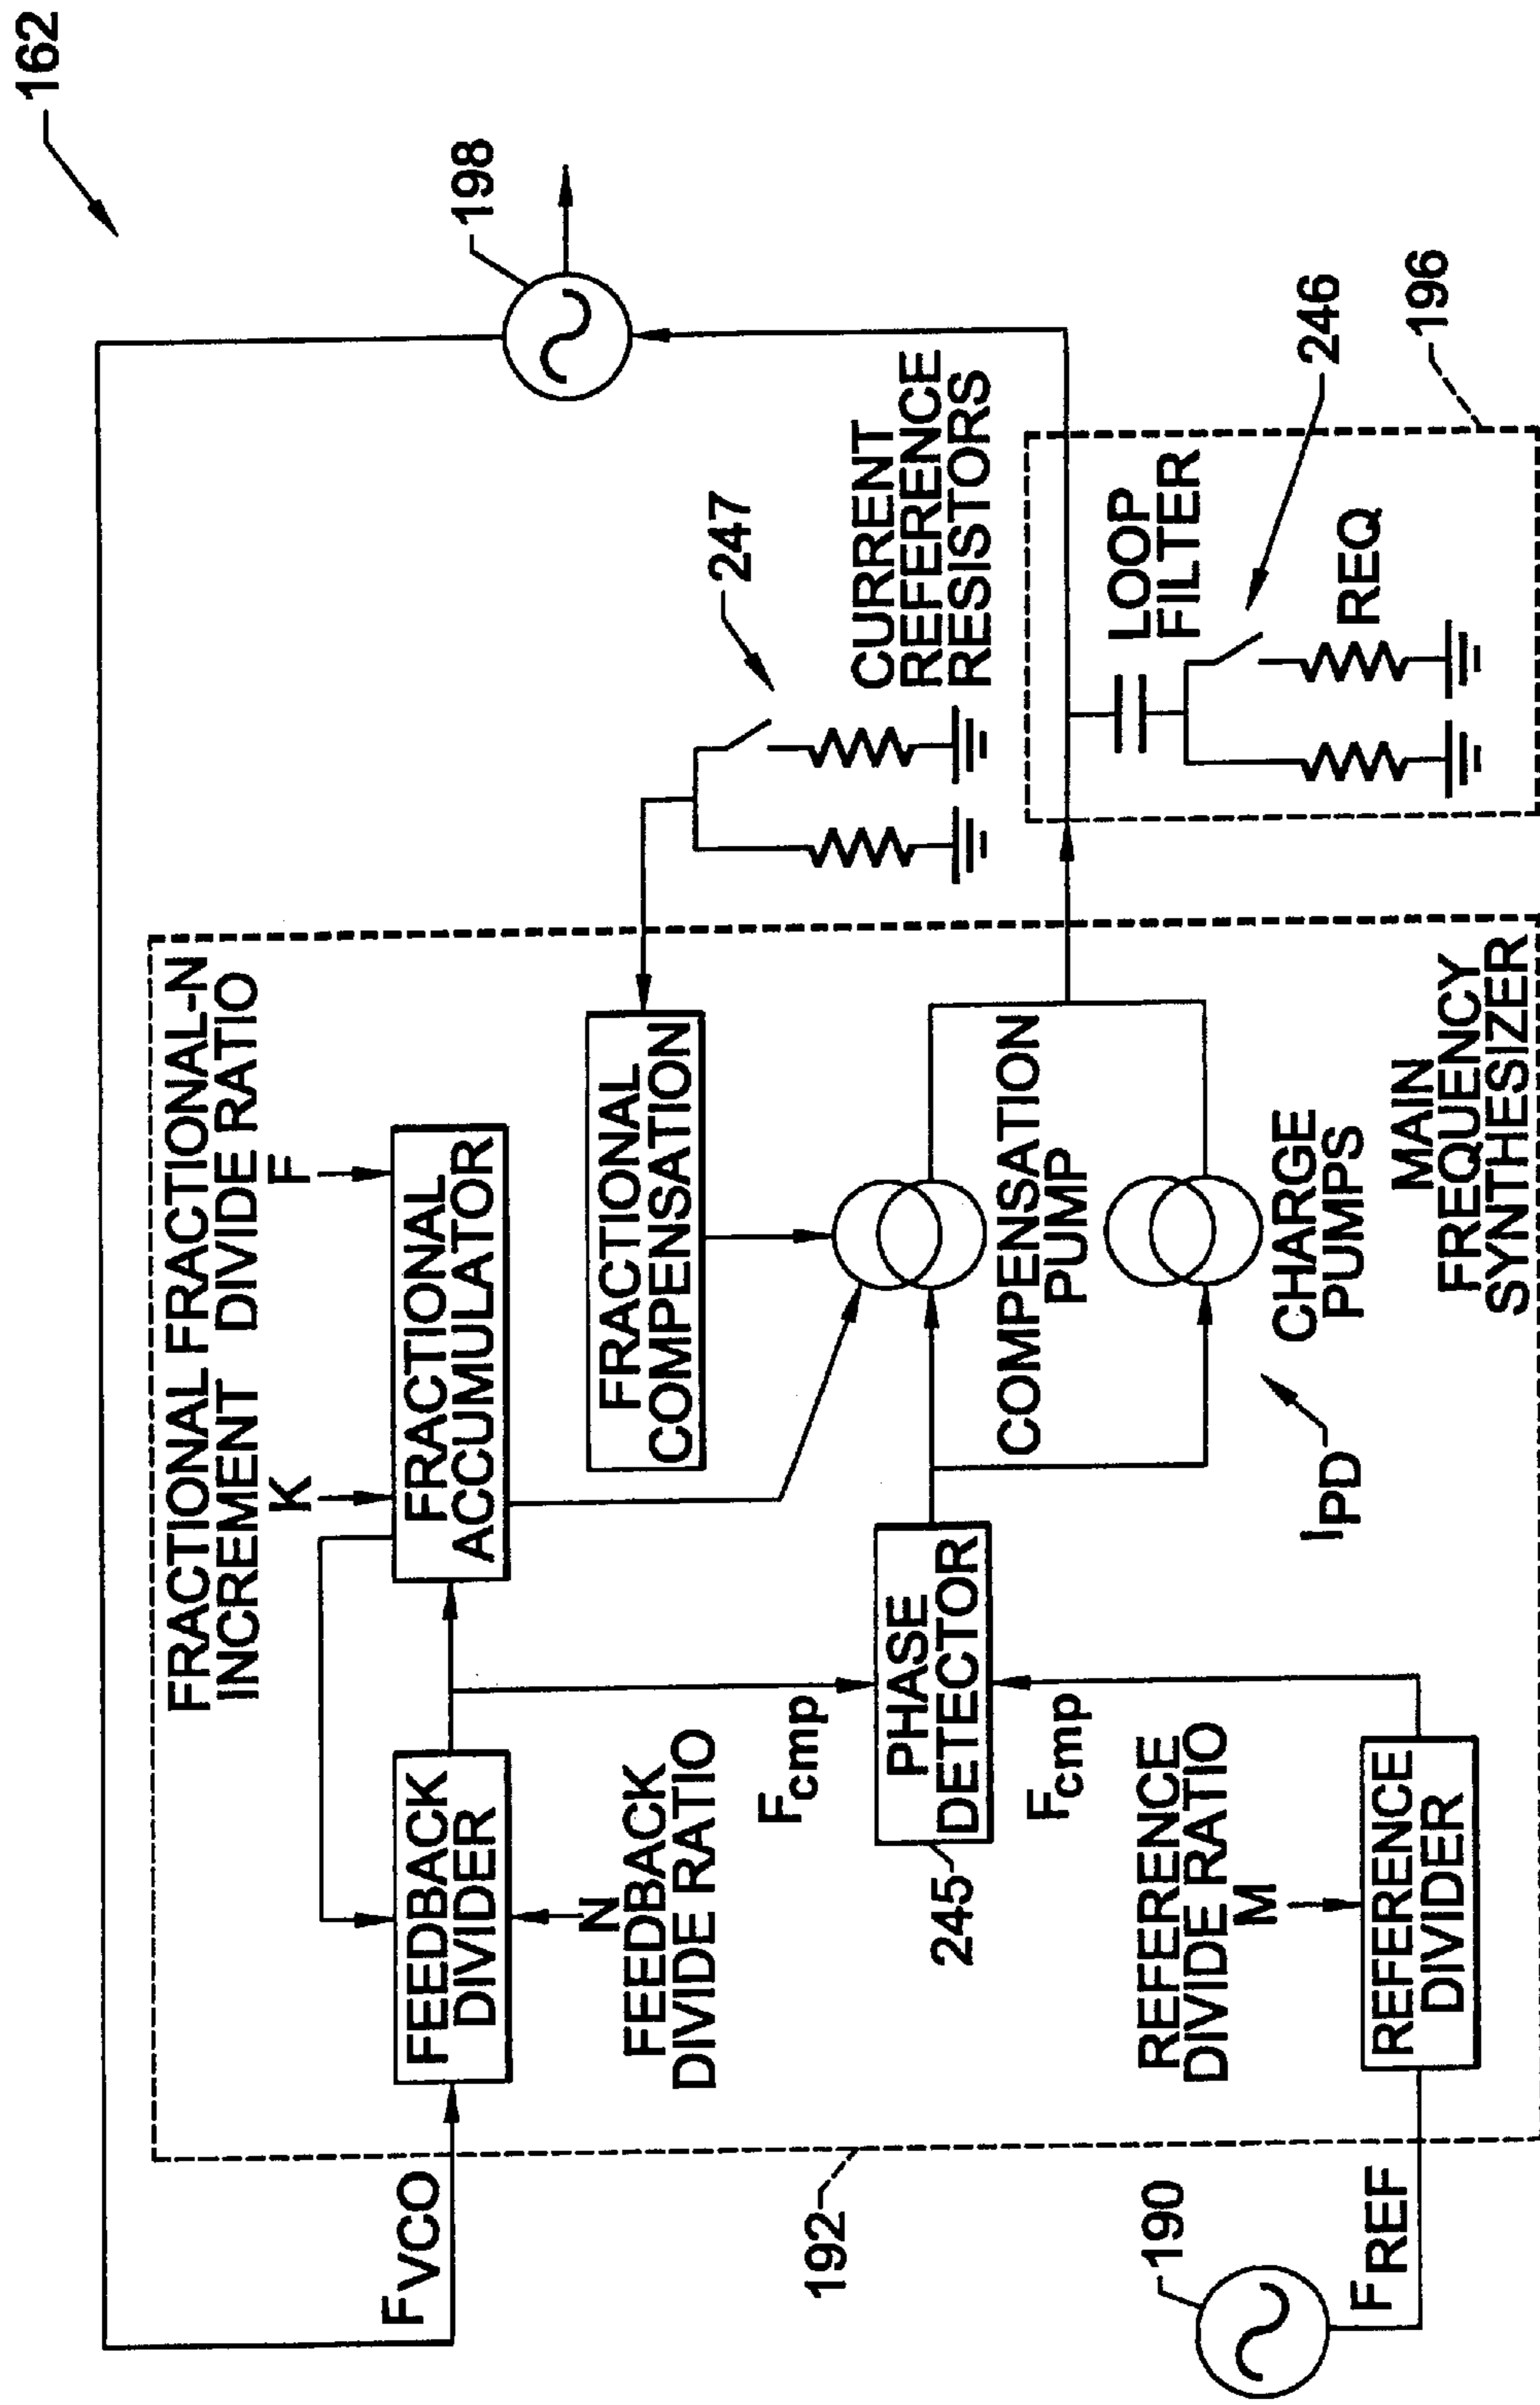 162
198
FRACTIONAL FRACTIONAL-N
INCREMENT DIVIDE RATIO
K
F
FVCO
FEEDBACK
DIVIDER
FRACTIONAL
ACCUMULATOR
N
FEEDBACK
DIVIDE RATIO
FRACTIONAL
COMPENSATION
247
CURRENT
REFERENCE
RESISTORS
Fcmp
192
PHASE
DETECTOR
245
Fcmp
COMPENSATION
PUMP
LOOP
FILTER
246
REQ
196
REFERENCE
DIVIDE RATIO
M
190
IPD
CHARGE
PUMPS
FREF
REFERENCE
DIVIDER
MAIN
FREQUENCY
SYNTHESIZER